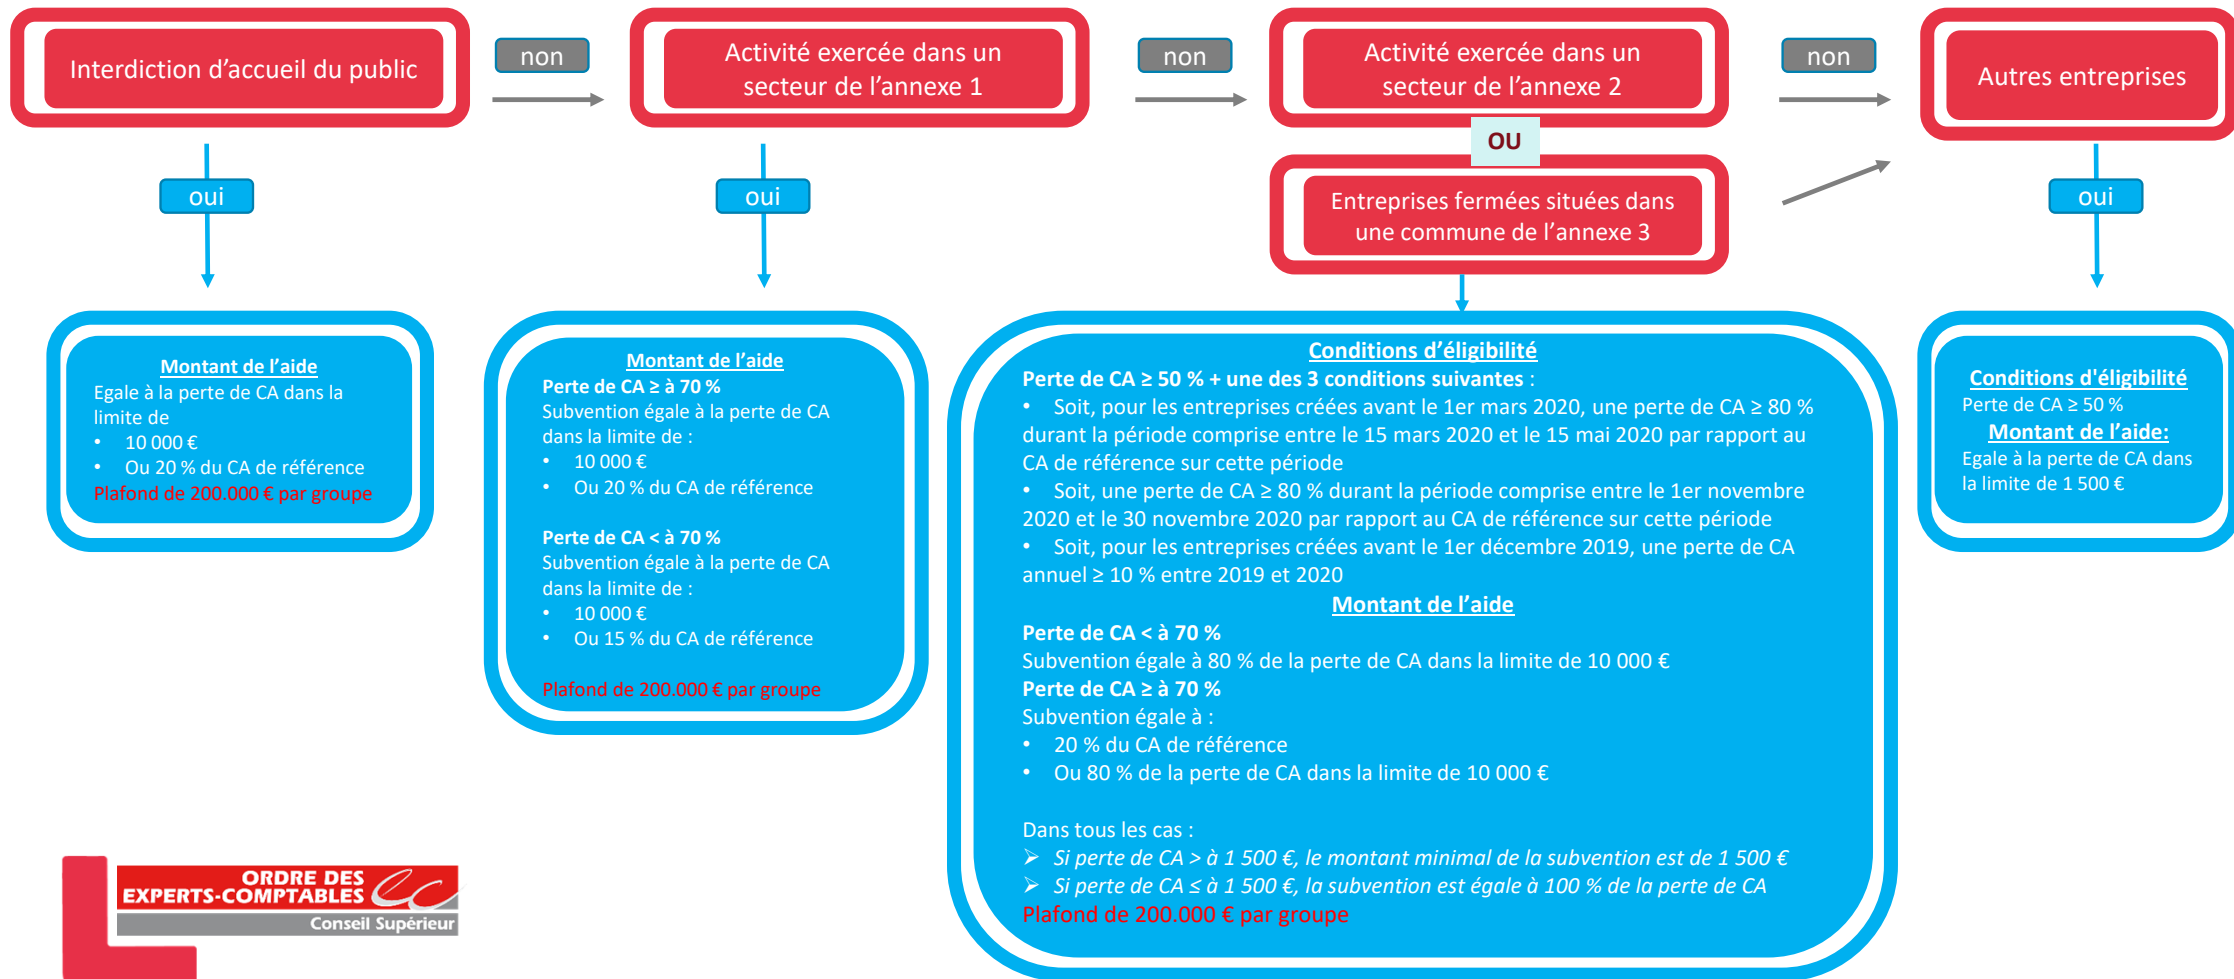 Interdiction d'accueil du public
non
Activité exercée dans un
secteur de l'annexe 1
non
Activité exercée dans un
secteur de l'annexe 2
non
Autres entreprises
OU
Entreprises fermées situées dans
une commune de l'annexe 3
oui
oui
oui
Montant de l'aide
Egale à la perte de CA dans la
limite de
• 10 000 €
• Ou 20 % du CA de référence
Plafond de 200.000 € par groupe
Montant de l'aide
Perte de CA ≥ à 70 %
Subvention égale à la perte de CA
dans la limite de :
• 10 000 €
• Ou 20 % du CA de référence
Perte de CA < à 70 %
Subvention égale à la perte de CA
dans la limite de :
• 10 000 €
• Ou 15 % du CA de référence
Plafond de 200.000 € par groupe
Conditions d'éligibilité
Perte de CA ≥ 50 % + une des 3 conditions suivantes :
• Soit, pour les entreprises créées avant le 1er mars 2020, une perte de CA ≥ 80 %
durant la période comprise entre le 15 mars 2020 et le 15 mai 2020 par rapport au
CA de référence sur cette période
• Soit, une perte de CA ≥ 80 % durant la période comprise entre le 1er novembre
2020 et le 30 novembre 2020 par rapport au CA de référence sur cette période
• Soit, pour les entreprises créées avant le 1er décembre 2019, une perte de CA
annuel ≥ 10 % entre 2019 et 2020
Montant de l'aide
Perte de CA < à 70 %
Subvention égale à 80 % de la perte de CA dans la limite de 10 000 €
Perte de CA ≥ à 70 %
Subvention égale à :
• 20 % du CA de référence
• Ou 80 % de la perte de CA dans la limite de 10 000 €
Dans tous les cas :
➢ Si perte de CA > à 1 500 €, le montant minimal de la subvention est de 1 500 €
➢ Si perte de CA ≤ à 1 500 €, la subvention est égale à 100 % de la perte de CA
Plafond de 200.000 € par groupe
Conditions d'éligibilité
Perte de CA ≥ 50 %
Montant de l'aide:
Egale à la perte de CA dans
la limite de 1 500 €
ORDRE DES
EXPERTS-COMPTABLES
Conseil Supérieur